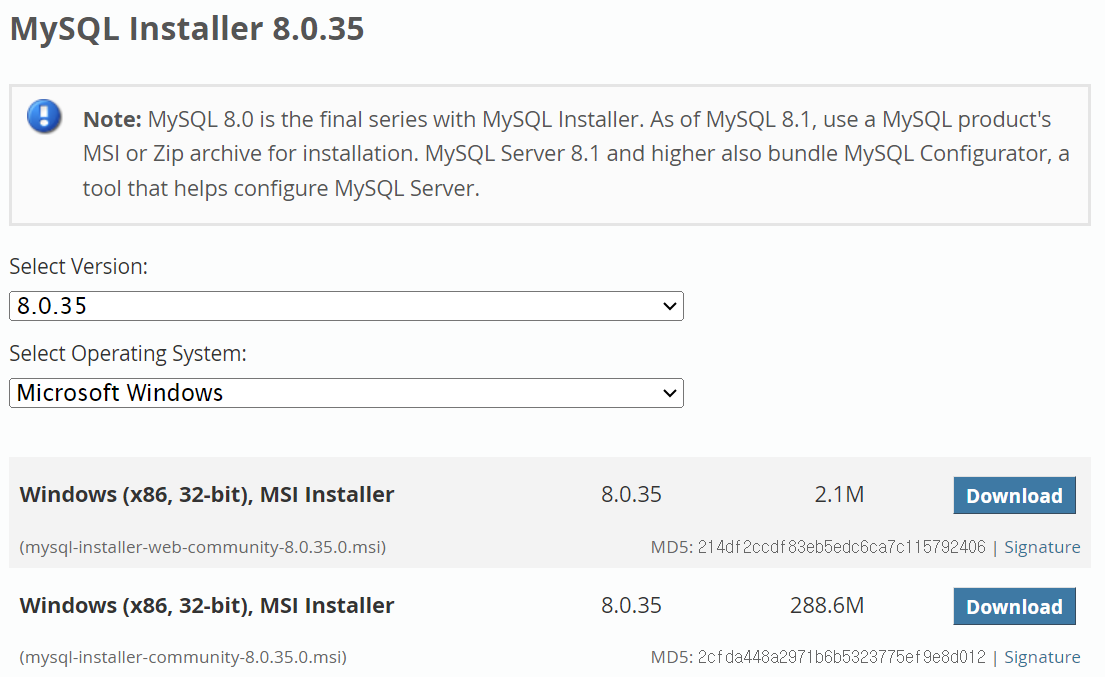 MySQL Installer 8.0.35
Note: MySQL 8.0 is the final series with MySQL Installer. As of MySQL 8.1, use a MySQL product's
MSI or Zip archive for installation. MySQL Server 8.1 and higher also bundle MySQL Configurator, a
tool that helps configure MySQL Server.
Select Version:
8.0.35
Select Operating System:
Microsoft Windows
Windows (x86, 32-bit), MSI Installer 8.0.35 2.1M Download
(mysql-installer-web-community-8.0.35.0.msi) MD5: 214df2ccdf83eb5edc6ca7c115792406 | Signature
Windows (x86, 32-bit), MSI Installer 8.0.35 288.6M Download
(mysql-installer-community-8.0.35.0.msi) MD5: 2cfda448a2971b6b5323775ef9e8d012 | Signature